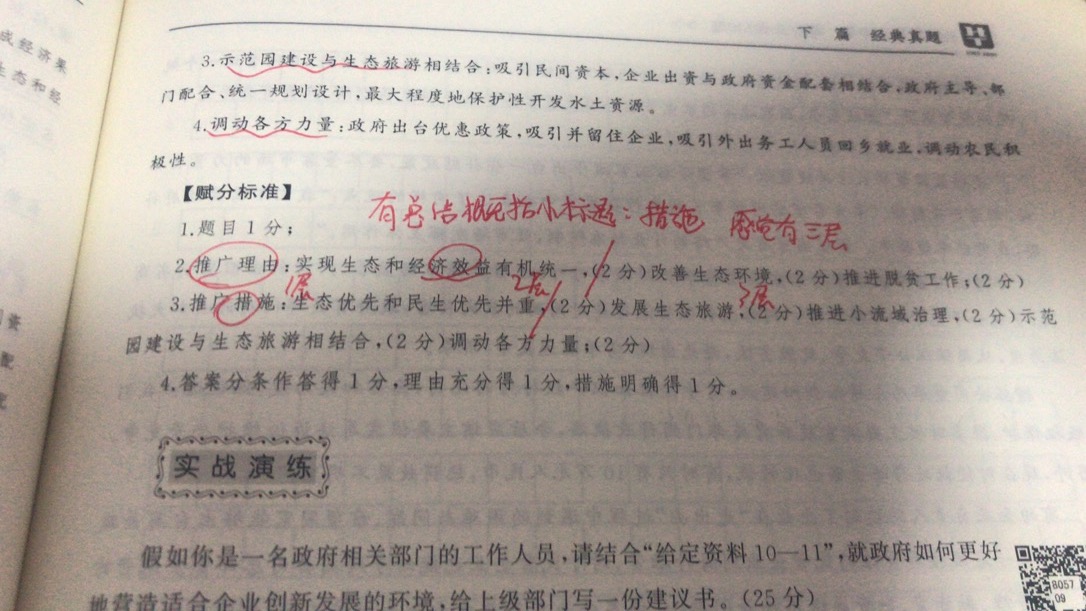 下 篇 经典真题
成经济果
生态和经
3.示范园建设与生态旅游相结合:吸引民间资本,企业出资与政府资金配套相结合,政府主导、部
门配合、统一规划设计,最大程度地保护性开发水土资源。
4.调动各方力量:政府出台优惠政策,吸引并留住企业,吸引外出务工人员回乡就业,调动农民积
极性。
【赋分标准】
有总结概括小标题:措施 有三层
1.题目1分;
2.推广理由:实现生态和经济效益有机统一,(2分)改善生态环境,(2分)推进脱贫工作;(2分)
1层 2层 3层
3.推广措施:生态优先和民生优先并重,(2分)发展生态旅游,(2分)推进小流域治理,(2分)示范
园建设与生态旅游相结合,(2分)调动各方力量;(2分)
4.答案分条作答得1分,理由充分得1分,措施明确得1分。
配
实战演练
假如你是一名政府相关部门的工作人员,请结合“给定资料10—11”,就政府如何更好
地营造适合企业创新发展的环境,给上级部门写一份建议书。(25分)
8057
09